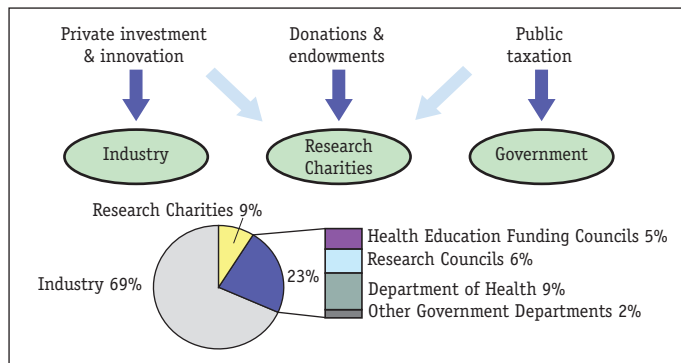 Private investment
& innovation
Donations &
endowments
Public
taxation
Industry
Research
Charities
Government
Research Charities 9%
Industry 69%
23%
Health Education Funding Councils 5%
Research Councils 6%
Department of Health 9%
Other Government Departments 2%